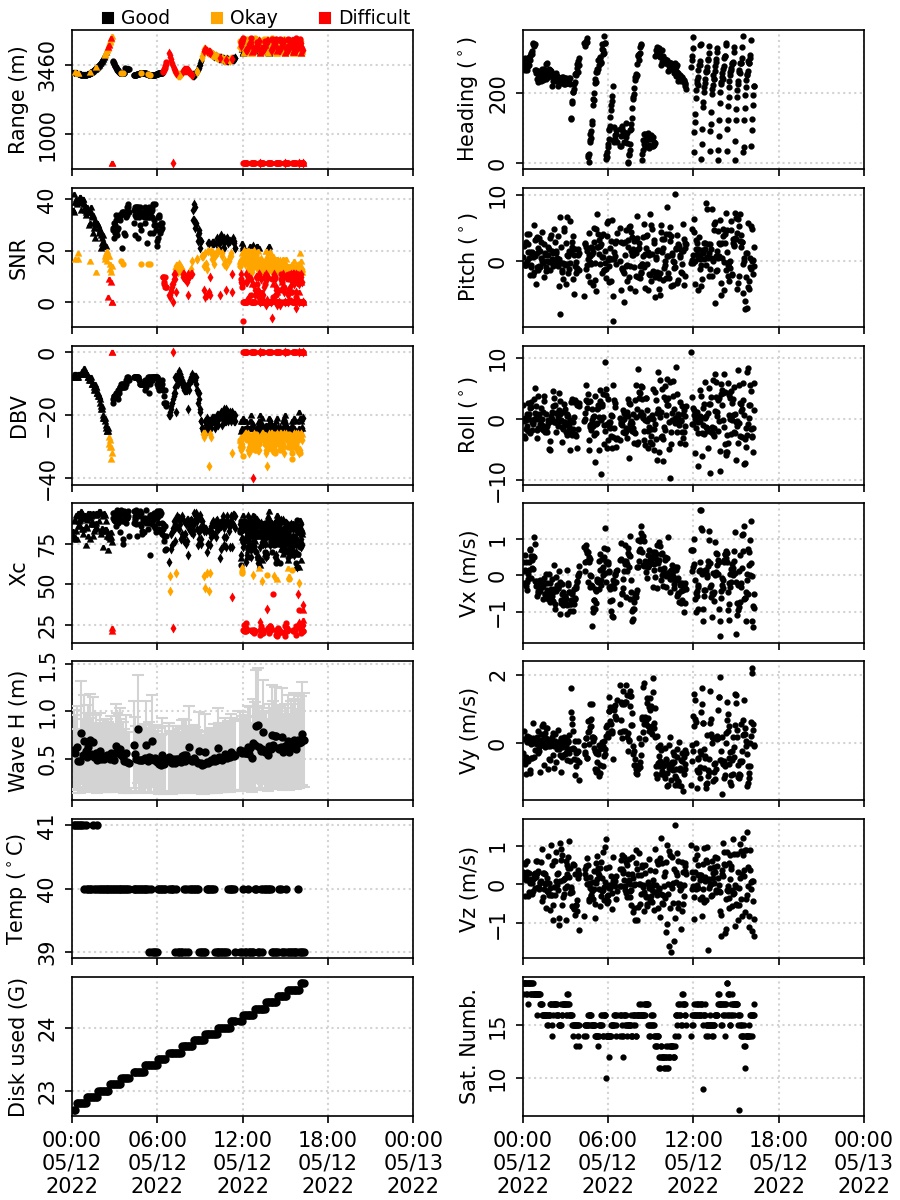 Good Okay Difficult
Range (m)
3460
1000
Heading (°)
200
0
SNR
40
20
0
Pitch (°)
10
0
DBV
0
−20
−40
Roll (°)
10
0
−10
Xc
75
50
25
Vx (m/s)
1
0
−1
Wave H (m)
1.5
1.0
0.5
Vy (m/s)
2
0
Temp (°C)
41
40
39
Vz (m/s)
1
0
−1
Disk used (G)
24
23
Sat. Numb.
15
10
00:00 06:00 12:00 18:00 00:00
05/12 05/12 05/12 05/12 05/13
2022 2022 2022 2022 2022
00:00 06:00 12:00 18:00 00:00
05/12 05/12 05/12 05/12 05/13
2022 2022 2022 2022 2022